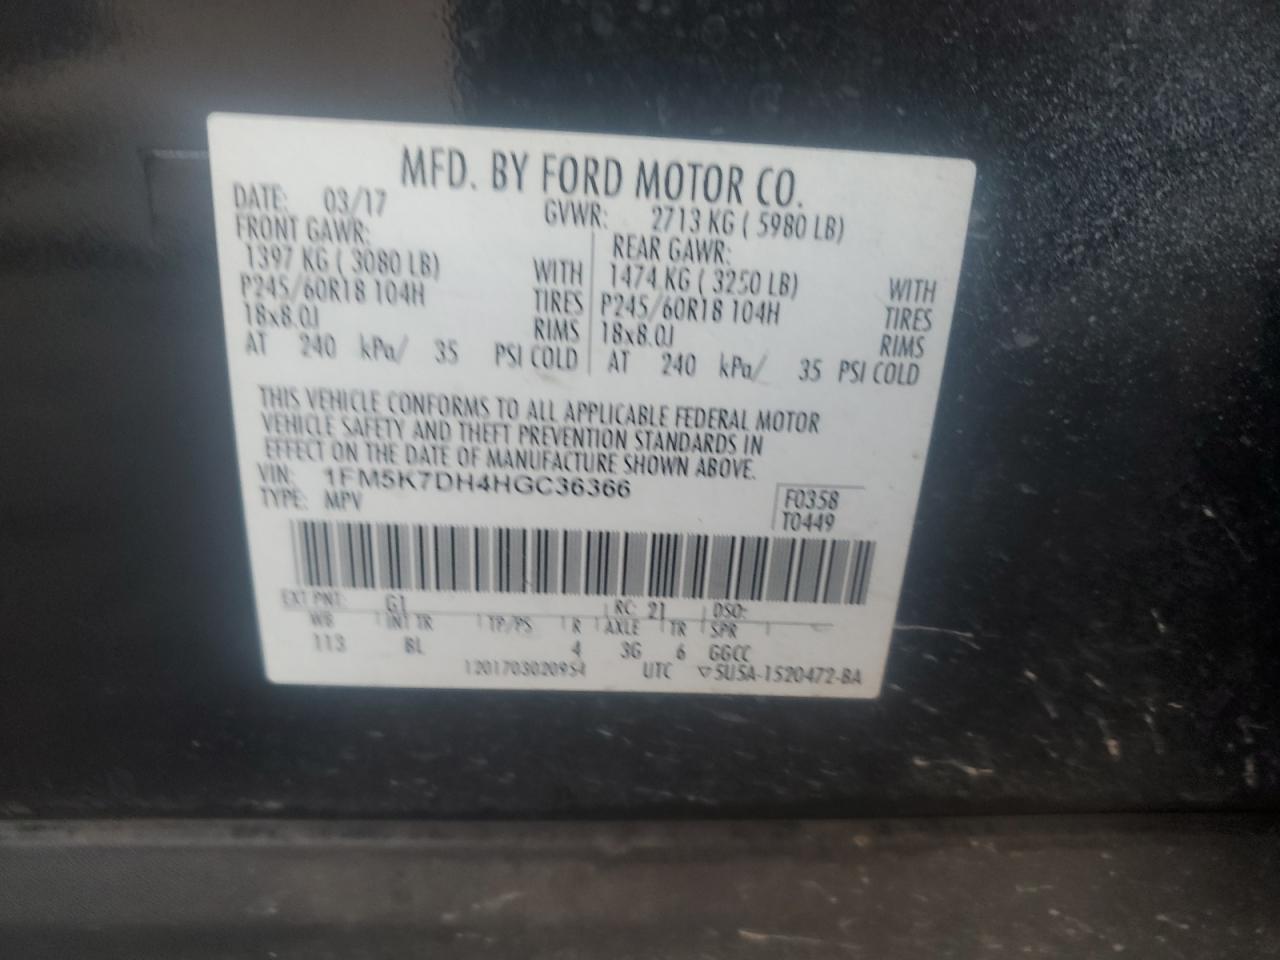 MFD. BY FORD MOTOR CO.
DATE: 03/17 GVWR: 2713 KG ( 5980 LB)
FRONT GAWR: REAR GAWR:
1397 KG ( 3080 LB) WITH 1474 KG ( 3250 LB) WITH
P245/60R18 104H TIRES P245/60R18 104H TIRES
18x8.0J RIMS 18x8.0J RIMS
AT 240 kPa/ 35 PSI COLD AT 240 kPa/ 35 PSI COLD
THIS VEHICLE CONFORMS TO ALL APPLICABLE FEDERAL MOTOR
VEHICLE SAFETY AND THEFT PREVENTION STANDARDS IN
EFFECT ON THE DATE OF MANUFACTURE SHOWN ABOVE.
VIN: 1FM5K7DH4HGC36366
TYPE: MPV F0358
T0449
EXT PNT: G1 RC: 21 DSO:
WB INT TR TP/PS R AXLE TR SPR
113 BL 4 3G 6 GGCC
1201703020954 UTC ▽5U5A-1520472-BA